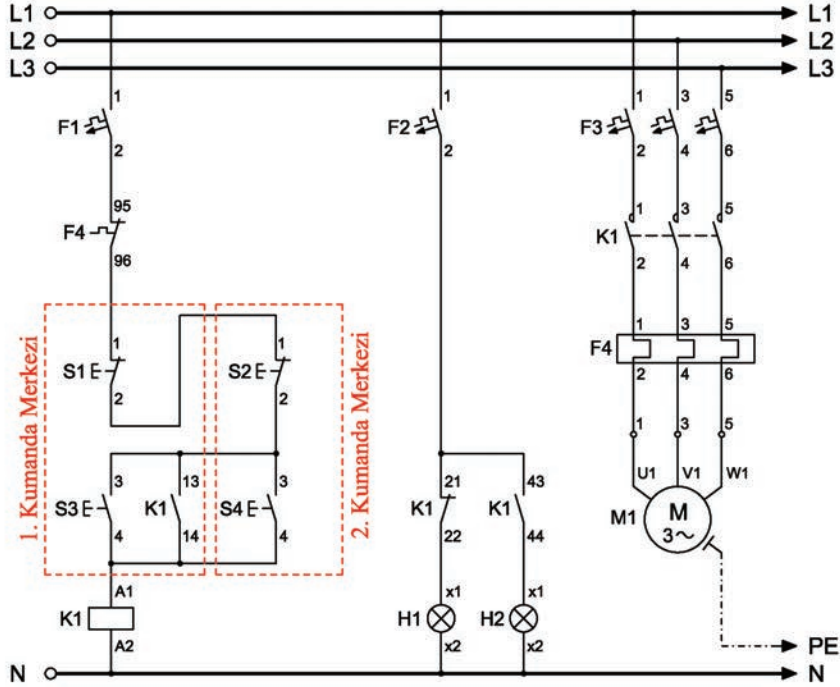 L1 L1
L2 L2
L3 L3
1 1 1 3 5
F1 F2 F3
2 2 2 4 6
95 1 3 5
F4 K1
96 2 4 6
1. Kumanda Merkezi
2. Kumanda Merkezi
1 1 1 3 5
S1 S2 F4
2 2 2 4 6
1 3 5
3 13 3 21 43 U1 V1 W1
S3 K1 S4 K1 K1 M1 M
3~
4 14 4 22 44
A1 x1 x1
K1 H1 H2
A2 x2 x2
PE
N N